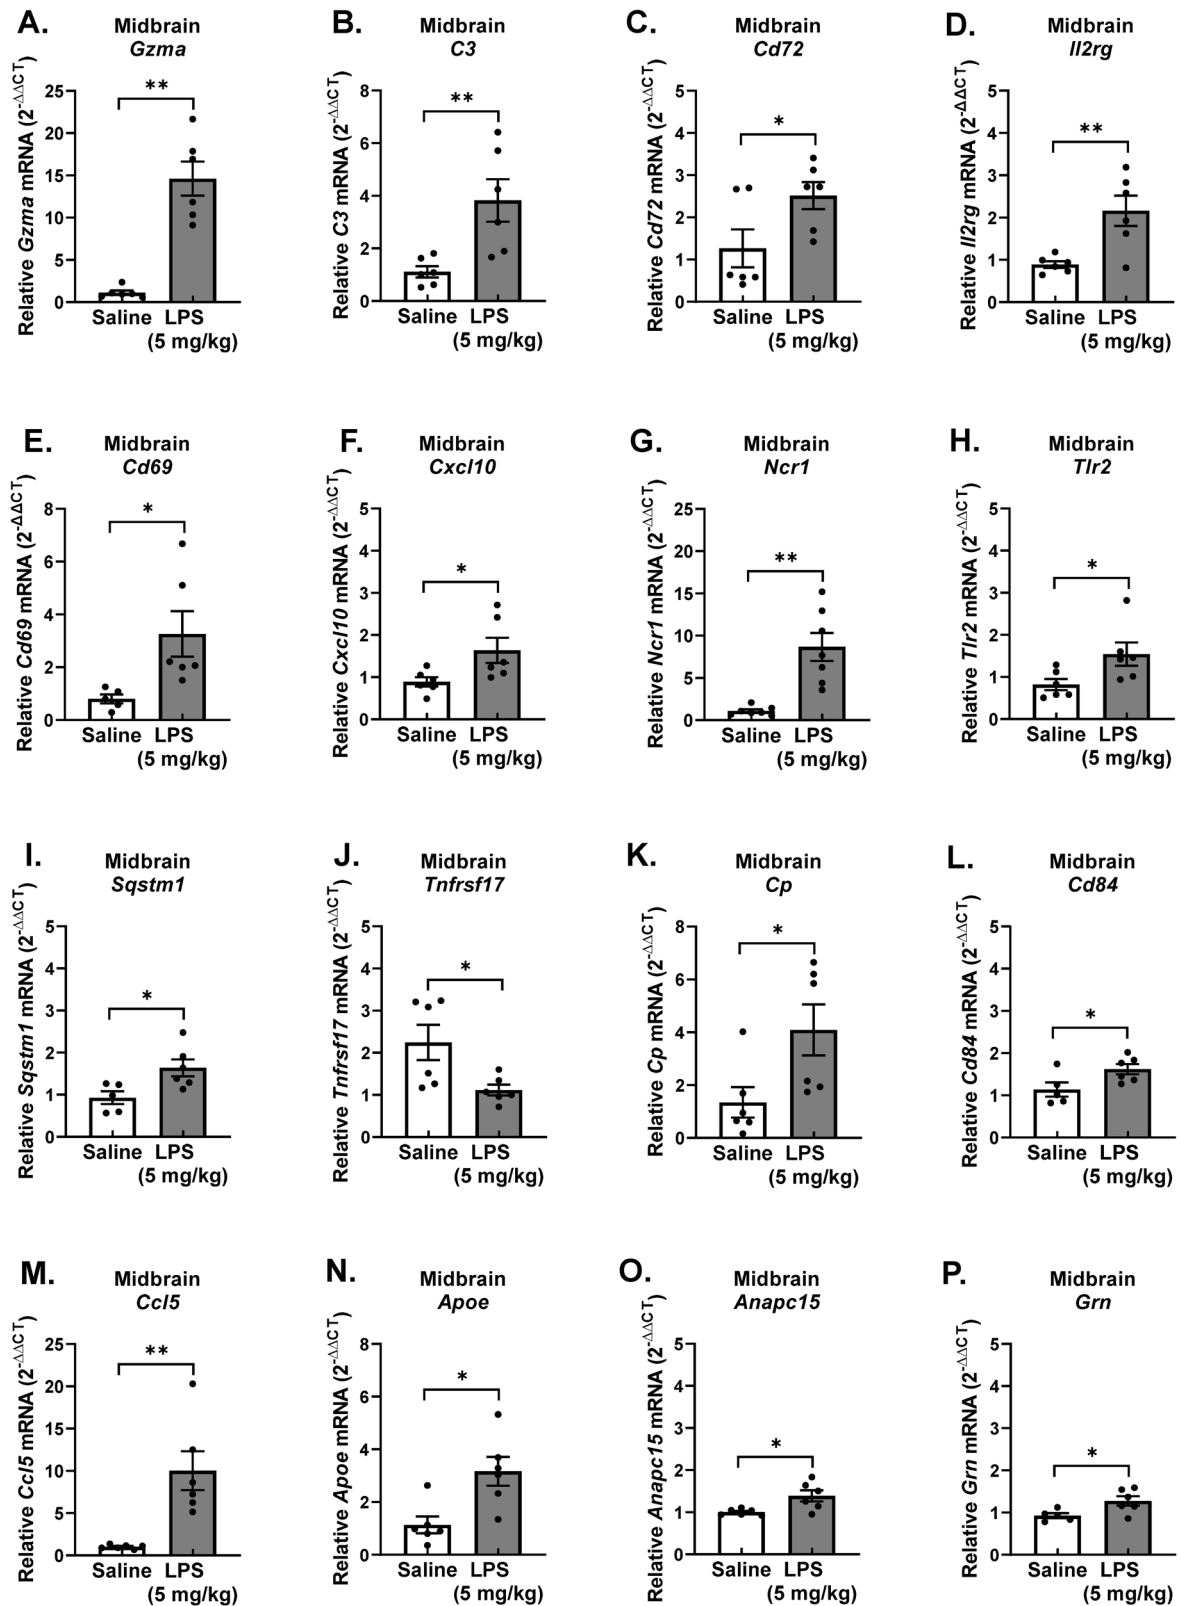 A.
Midbrain
Gzma
Relative Gzma mRNA (2-ΔΔCT)
25
20
15
10
5
0
**
Saline LPS
(5 mg/kg)
B.
Midbrain
C3
Relative C3 mRNA (2-ΔΔCT)
8
6
4
2
0
**
Saline LPS
(5 mg/kg)
C.
Midbrain
Cd72
Relative Cd72 mRNA (2-ΔΔCT)
5
4
3
2
1
0
*
Saline LPS
(5 mg/kg)
D.
Midbrain
Il2rg
Relative Il2rg mRNA (2-ΔΔCT)
5
4
3
2
1
0
**
Saline LPS
(5 mg/kg)
E.
Midbrain
Cd69
Relative Cd69 mRNA (2-ΔΔCT)
8
6
4
2
0
*
Saline LPS
(5 mg/kg)
F.
Midbrain
Cxcl10
Relative Cxcl10 mRNA (2-ΔΔCT)
5
4
3
2
1
0
*
Saline LPS
(5 mg/kg)
G.
Midbrain
Ncr1
Relative Ncr1 mRNA (2-ΔΔCT)
25
20
15
10
5
0
**
Saline LPS
(5 mg/kg)
H.
Midbrain
Tlr2
Relative Tlr2 mRNA (2-ΔΔCT)
5
4
3
2
1
0
*
Saline LPS
(5 mg/kg)
I.
Midbrain
Sqstm1
Relative Sqstm1 mRNA (2-ΔΔCT)
5
4
3
2
1
0
*
Saline LPS
(5 mg/kg)
J.
Midbrain
Tnfrsf17
Relative Tnfrsf17 mRNA (2-ΔΔCT)
5
4
3
2
1
0
*
Saline LPS
(5 mg/kg)
K.
Midbrain
Cp
Relative Cp mRNA (2-ΔΔCT)
8
6
4
2
0
*
Saline LPS
(5 mg/kg)
L.
Midbrain
Cd84
Relative Cd84 mRNA (2-ΔΔCT)
5
4
3
2
1
0
*
Saline LPS
(5 mg/kg)
M.
Midbrain
Ccl5
Relative Ccl5 mRNA (2-ΔΔCT)
25
20
15
10
5
0
**
Saline LPS
(5 mg/kg)
N.
Midbrain
Apoe
Relative Apoe mRNA (2-ΔΔCT)
8
6
4
2
0
*
Saline LPS
(5 mg/kg)
O.
Midbrain
Anapc15
Relative Anapc15 mRNA (2-ΔΔCT)
5
4
3
2
1
0
*
Saline LPS
(5 mg/kg)
P.
Midbrain
Grn
Relative Grn mRNA (2-ΔΔCT)
5
4
3
2
1
0
*
Saline LPS
(5 mg/kg)